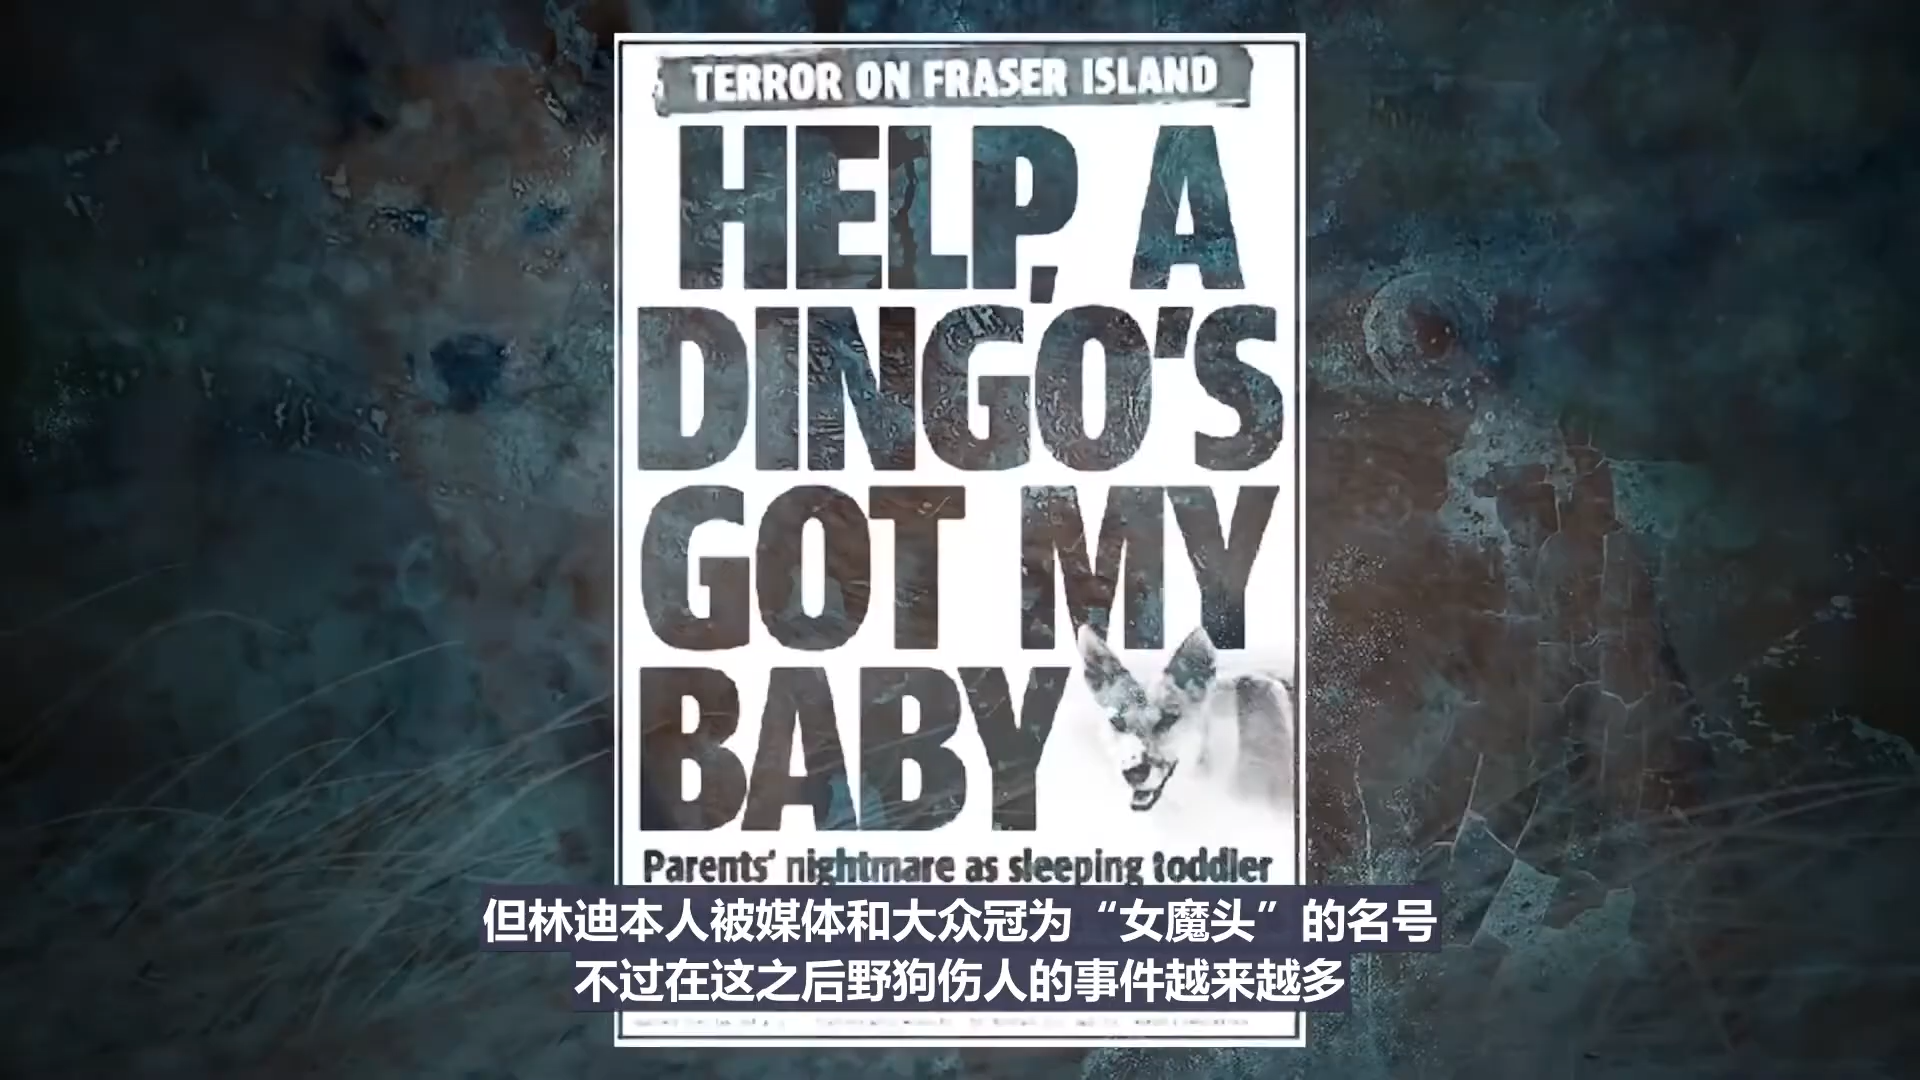 TERROR ON FRASER ISLAND
HELP, A
DINGO'S
GOT MY
BABY
Parents' nightmare as sleeping toddler
但林迪本人被媒体和大众冠为“女魔头”的名号
不过在这之后野狗伤人的事件越来越多